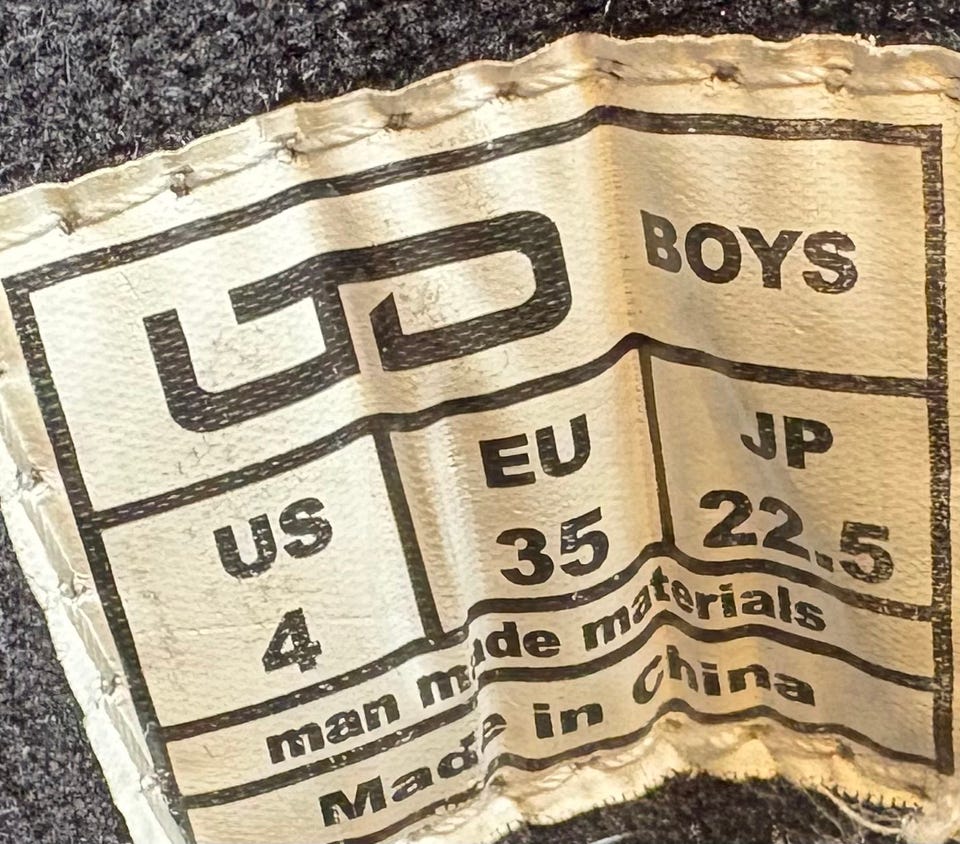 BOYS
US EU JP
4 35 22.5
man made materials
Made in China